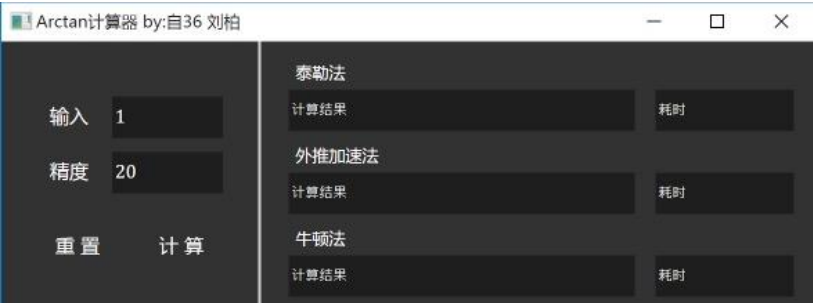 Arctan计算器 by:自36 刘柏
输入 1
精度 20
重置 计算
泰勒法
计算结果 耗时
外推加速法
计算结果 耗时
牛顿法
计算结果 耗时